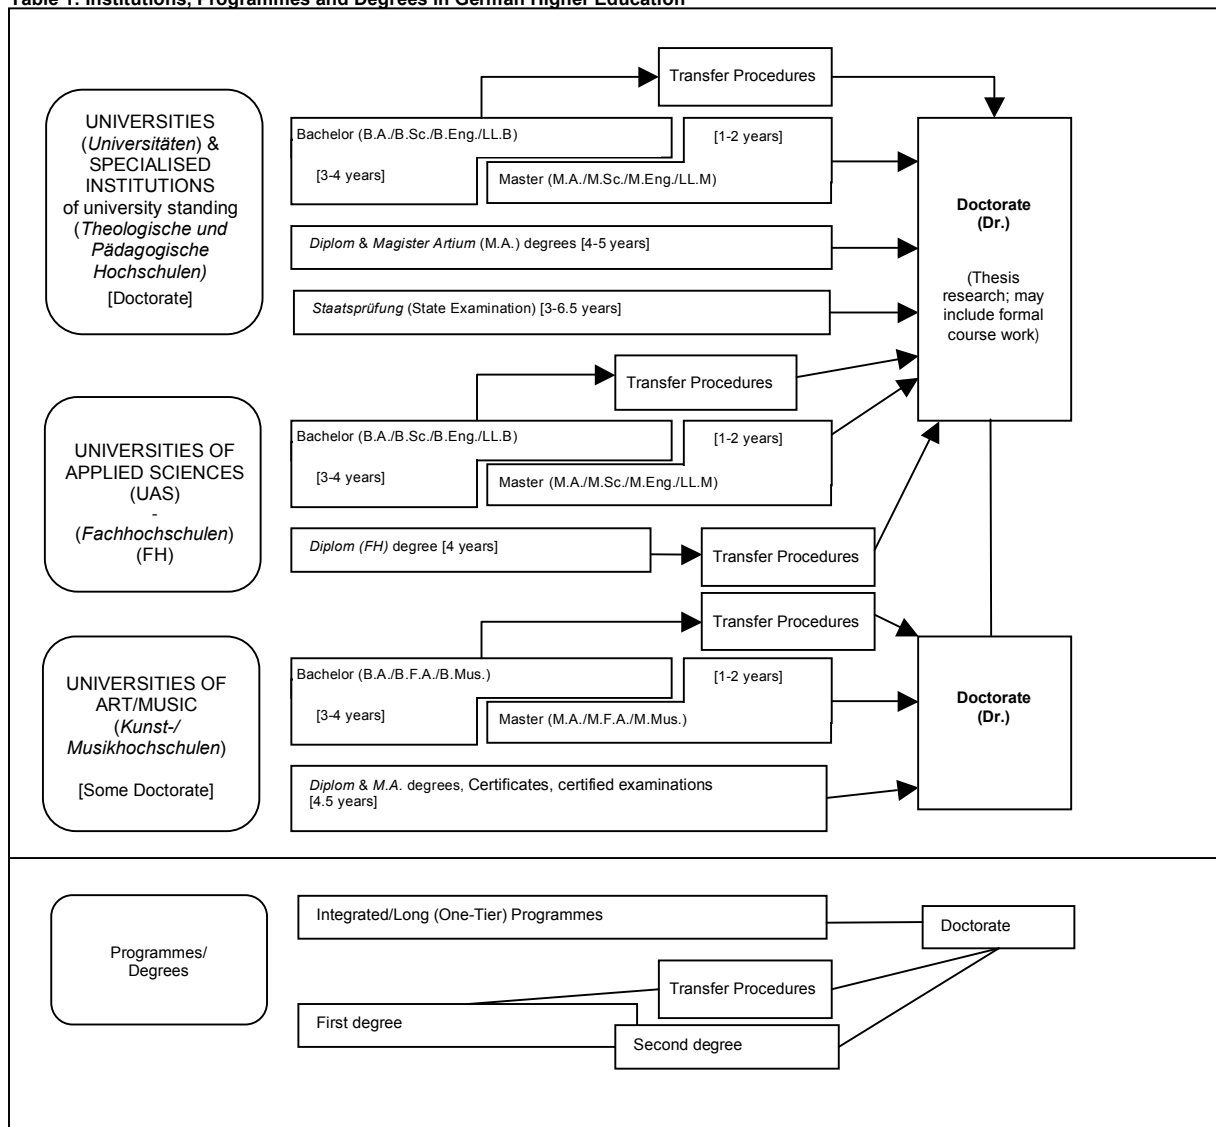 Table 1: Institutions, Programmes and Degrees in German Higher Education
Transfer Procedures
UNIVERSITIES
(Universitäten) &
SPECIALISED
INSTITUTIONS
of university standing
(Theologische und
Pädagogische
Hochschulen)
[Doctorate]
Bachelor (B.A./B.Sc./B.Eng./LL.B)
[3-4 years]
[1-2 years]
Master (M.A./M.Sc./M.Eng./LL.M)
Diplom & Magister Artium (M.A.) degrees [4-5 years]
Staatsprüfung (State Examination) [3-6.5 years]
Doctorate
(Dr.)
(Thesis
research; may
include formal
course work)
Transfer Procedures
UNIVERSITIES OF
APPLIED SCIENCES
(UAS)
-
(Fachhochschulen)
(FH)
Bachelor (B.A./B.Sc./B.Eng./LL.B)
[3-4 years]
[1-2 years]
Master (M.A./M.Sc./M.Eng./LL.M)
Diplom (FH) degree [4 years]
Transfer Procedures
Transfer Procedures
UNIVERSITIES OF
ART/MUSIC
(Kunst-/
Musikhochschulen)
[Some Doctorate]
Bachelor (B.A./B.F.A./B.Mus.)
[3-4 years]
[1-2 years]
Master (M.A./M.F.A./M.Mus.)
Diplom & M.A. degrees, Certificates, certified examinations
[4.5 years]
Doctorate
(Dr.)
Programmes/
Degrees
Integrated/Long (One-Tier) Programmes
Doctorate
Transfer Procedures
First degree
Second degree